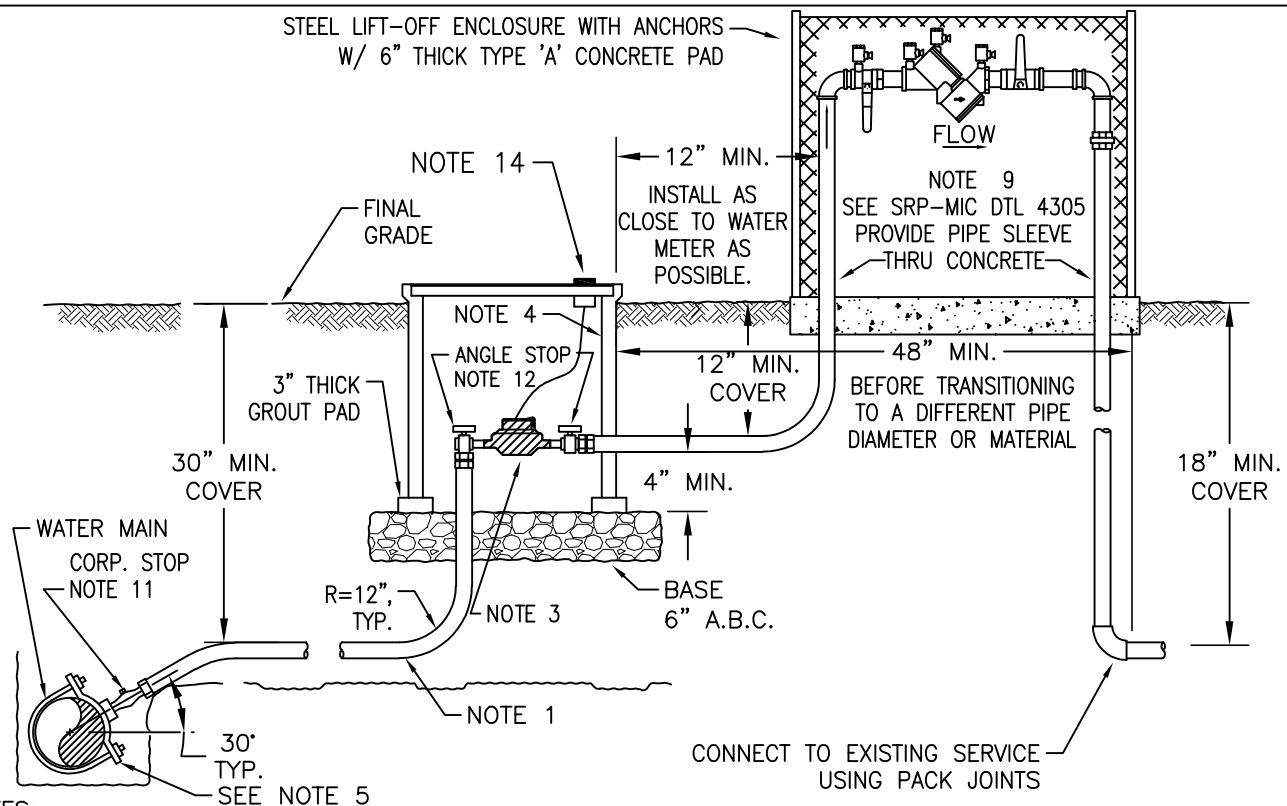 STEEL LIFT-OFF ENCLOSURE WITH ANCHORS
W/ 6" THICK TYPE 'A' CONCRETE PAD
FLOW
NOTE 14
12" MIN.
INSTALL AS
CLOSE TO WATER
METER AS
POSSIBLE.
NOTE 9
SEE SRP-MIC DTL 4305
PROVIDE PIPE SLEEVE
THRU CONCRETE
FINAL
GRADE
NOTE 4
ANGLE STOP
NOTE 12
12" MIN.
COVER
48" MIN.
BEFORE TRANSITIONING
TO A DIFFERENT PIPE
DIAMETER OR MATERIAL
3" THICK
GROUT PAD
30" MIN.
COVER
4" MIN.
18" MIN.
COVER
WATER MAIN
CORP. STOP
NOTE 11
R=12",
TYP.
NOTE 3
BASE
6" A.B.C.
NOTE 1
30°
TYP.
SEE NOTE 5
CONNECT TO EXISTING SERVICE
USING PACK JOINTS